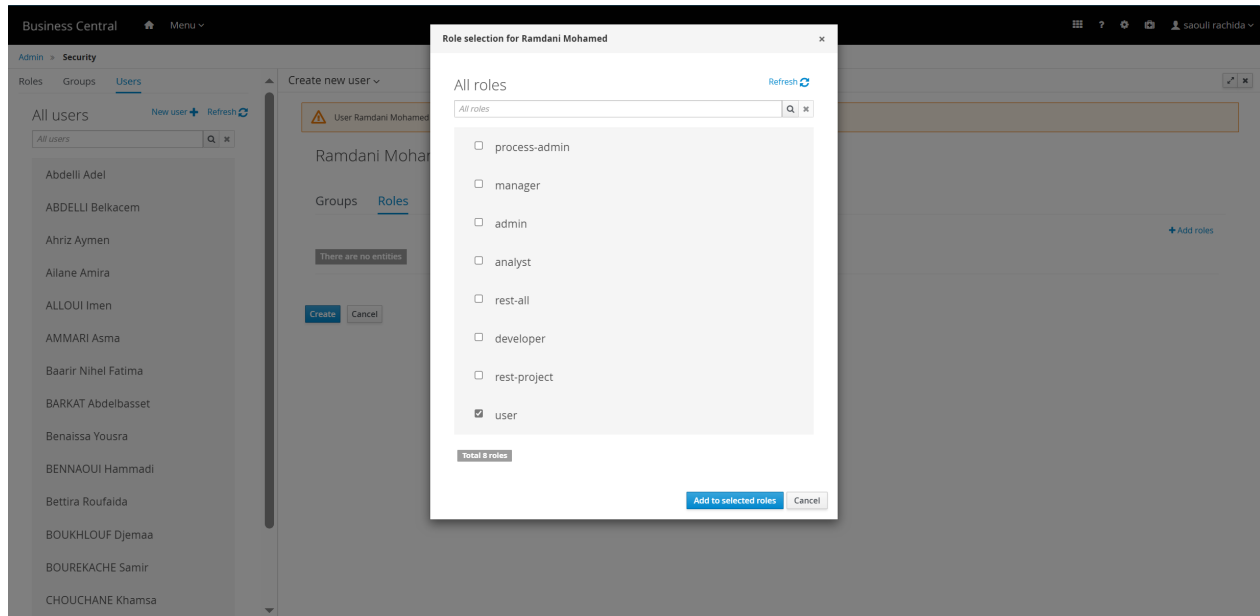 Business Central Menu
? saouli rachida
Admin » Security
Roles Groups Users
All users New user Refresh
All users
Abdelli Adel
ABDELLI Belkacem
Ahriz Aymen
Ailane Amira
ALLOUI Imen
AMMARI Asma
Baarir Nihel Fatima
BARKAT Abdelbasset
Benaissa Yousra
BENNAOUI Hammadi
Bettira Roufaida
BOUKHLOUF Djemaa
BOUREKACHE Samir
CHOUCHANE Khamsa
Create new user
User Ramdani Mohamed
Ramdani Mohar
Groups Roles
+ Add roles
There are no entities
Create Cancel
Role selection for Ramdani Mohamed ×
All roles Refresh
All roles
process-admin
manager
admin
analyst
rest-all
developer
rest-project
user
Total 8 roles
Add to selected roles Cancel